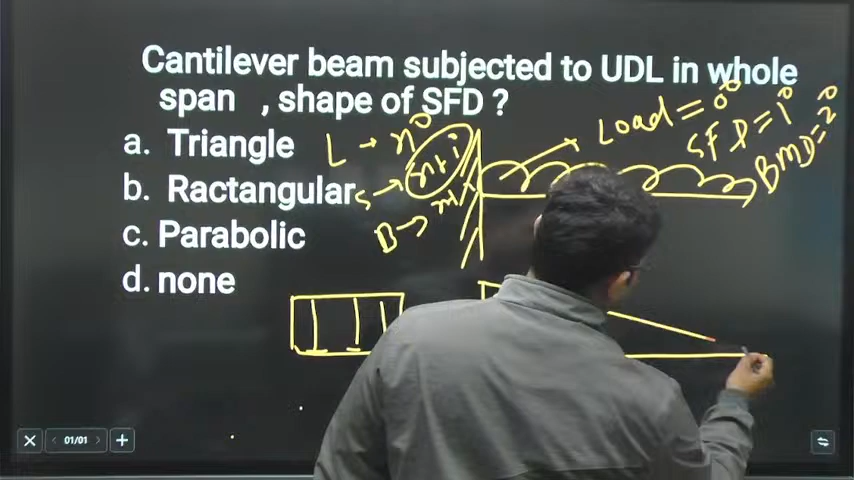 Cantilever beam subjected to UDL in whole
span , shape of SFD ?
a. Triangle
b. Ractangular
c. Parabolic
d. none
L → n°
S → n+1
B →
Load = 0°
SFD = 1°
BMD = 2°
01/01